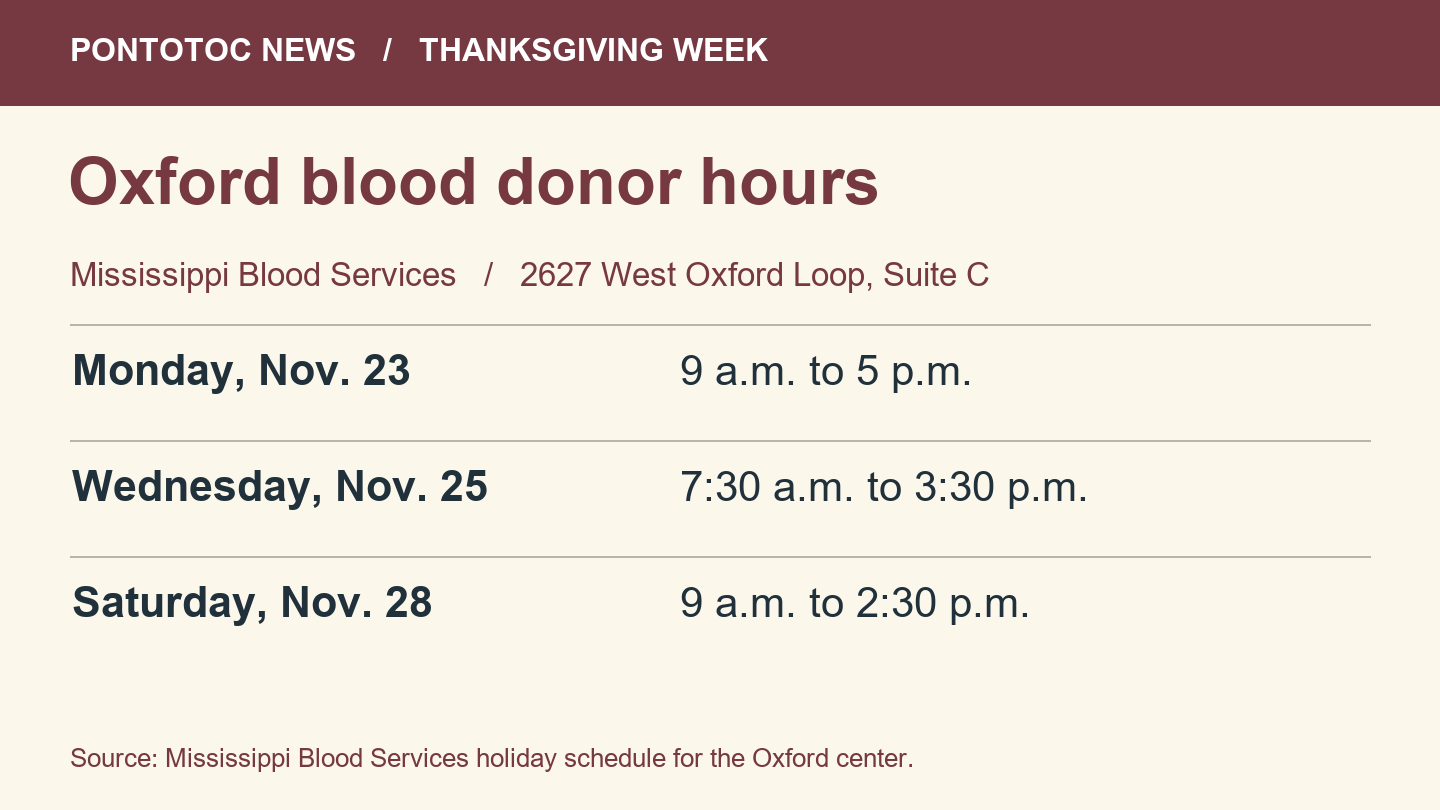 PONTOTOC NEWS / THANKSGIVING WEEK
Oxford blood donor hours
Mississippi Blood Services / 2627 West Oxford Loop, Suite C
Monday, Nov. 23 9 a.m. to 5 p.m.
Wednesday, Nov. 25 7:30 a.m. to 3:30 p.m.
Saturday, Nov. 28 9 a.m. to 2:30 p.m.
Source: Mississippi Blood Services holiday schedule for the Oxford center.